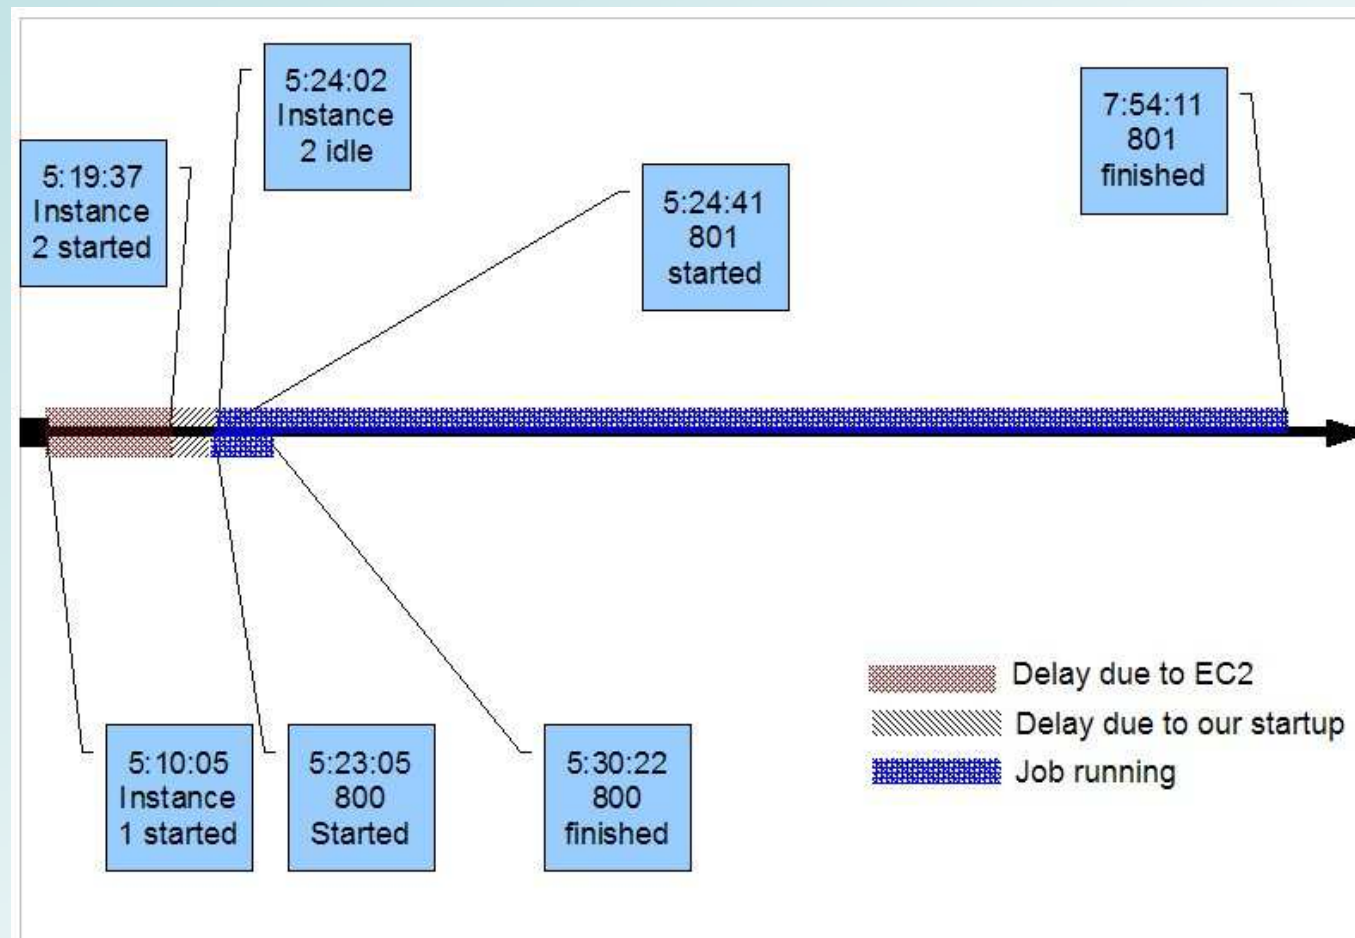 5:24:02
Instance
2 idle
7:54:11
801
finished
5:19:37
Instance
2 started
5:24:41
801
started
Delay due to EC2
Delay due to our startup
Job running
5:10:05
Instance
1 started
5:23:05
800
Started
5:30:22
800
finished